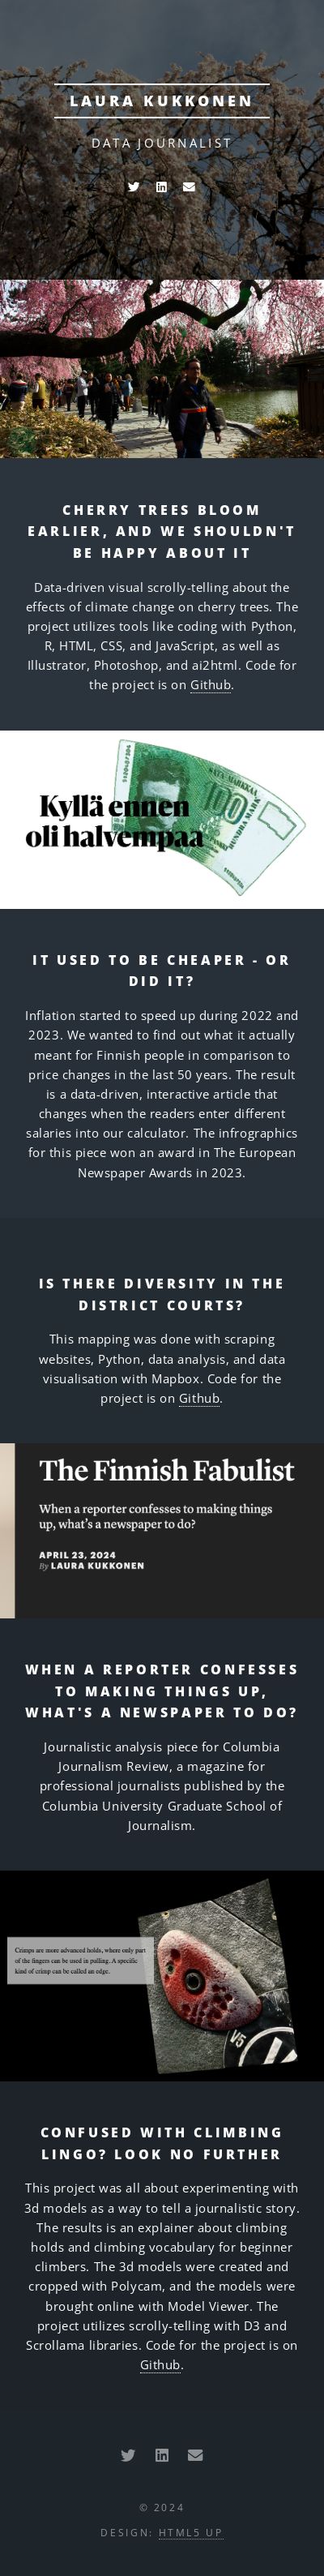 LAURA KUKKONEN
DATA JOURNALIST
CHERRY TREES BLOOM
EARLIER, AND WE SHOULDN'T
BE HAPPY ABOUT IT
Data-driven visual scrolly-telling about the
effects of climate change on cherry trees. The
project utilizes tools like coding with Python,
R, HTML, CSS, and JavaScript, as well as
Illustrator, Photoshop, and ai2html. Code for
the project is on Github.
Kyllä ennen
oli halvempaa
100
IT USED TO BE CHEAPER - OR
DID IT?
Inflation started to speed up during 2022 and
2023. We wanted to find out what it actually
meant for Finnish people in comparison to
price changes in the last 50 years. The result
is a data-driven, interactive article that
changes when the readers enter different
salaries into our calculator. The infrographics
for this piece won an award in The European
Newspaper Awards in 2023.
IS THERE DIVERSITY IN THE
DISTRICT COURTS?
This mapping was done with scraping
websites, Python, data analysis, and data
visualisation with Mapbox. Code for the
project is on Github.
The Finnish Fabulist
When a reporter confesses to making things
up, what's a newspaper to do?
APRIL 23, 2024
By LAURA KUKKONEN
WHEN A REPORTER CONFESSES
TO MAKING THINGS UP,
WHAT'S A NEWSPAPER TO DO?
Journalistic analysis piece for Columbia
Journalism Review, a magazine for
professional journalists published by the
Columbia University Graduate School of
Journalism.
Crimps are more advanced holds, where only part
of the fingers can be used in pulling. A specific
kind of crimp can be called an edge.
V5
CONFUSED WITH CLIMBING
LINGO? LOOK NO FURTHER
This project was all about experimenting with
3d models as a way to tell a journalistic story.
The results is an explainer about climbing
holds and climbing vocabulary for beginner
climbers. The 3d models were created and
cropped with Polycam, and the models were
brought online with Model Viewer. The
project utilizes scrolly-telling with D3 and
Scrollama libraries. Code for the project is on
Github.
© 2024
DESIGN: HTML5 UP